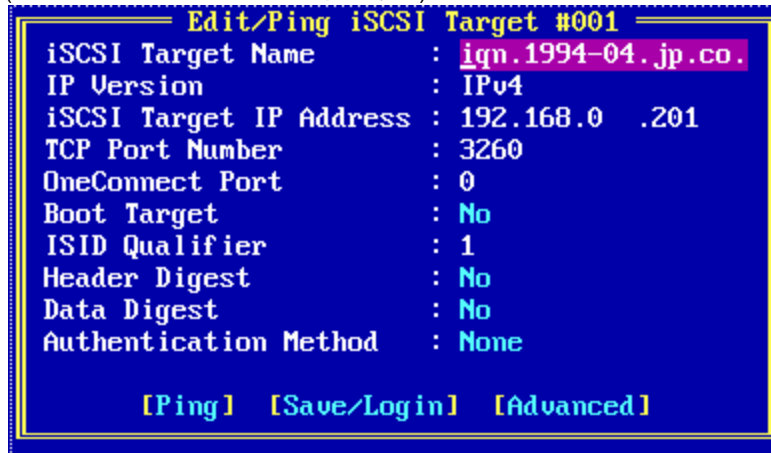 Edit/Ping iSCSI Target #001
iSCSI Target Name : iqn.1994-04.jp.co.
IP Version : IPv4
iSCSI Target IP Address : 192.168.0 .201
TCP Port Number : 3260
OneConnect Port : 0
Boot Target : No
ISID Qualifier : 1
Header Digest : No
Data Digest : No
Authentication Method : None
[Ping] [Save/Login] [Advanced]